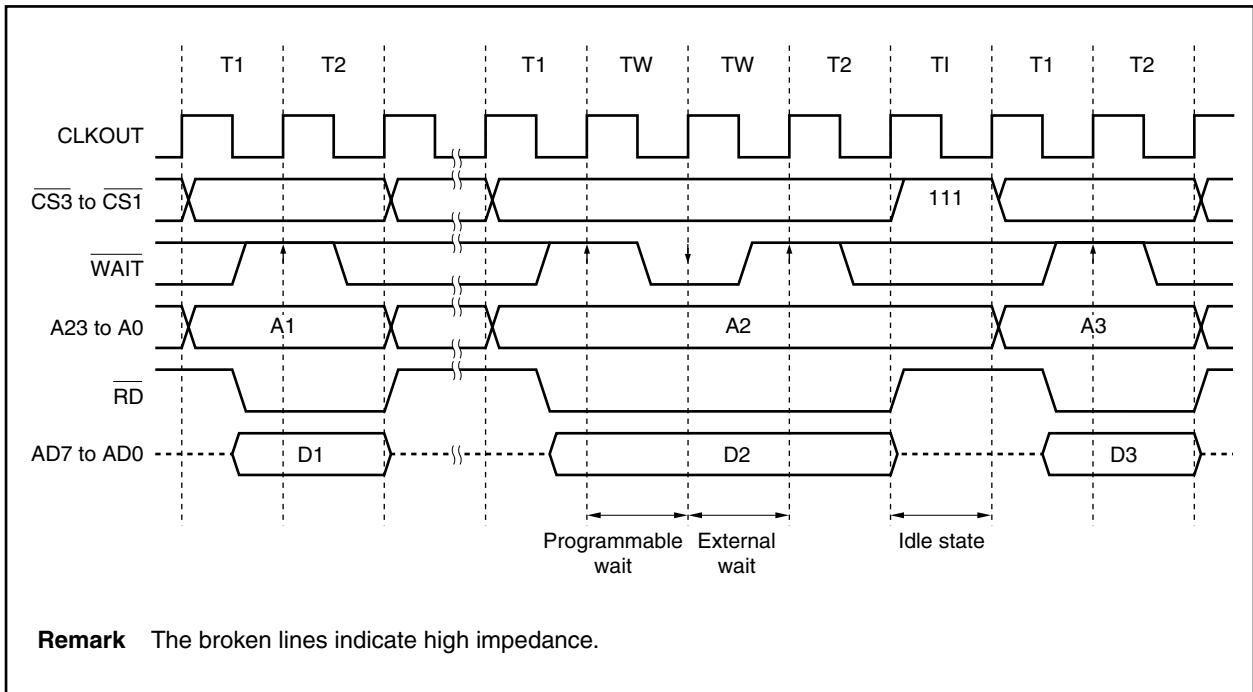 T1 T2 T1 TW TW T2 TI T1 T2
CLKOUT
CS3 to CS1 111
WAIT
A23 to A0 A1 A2 A3
RD
AD7 to AD0 D1 D2 D3
Programmable wait
External wait
Idle state
Remark The broken lines indicate high impedance.